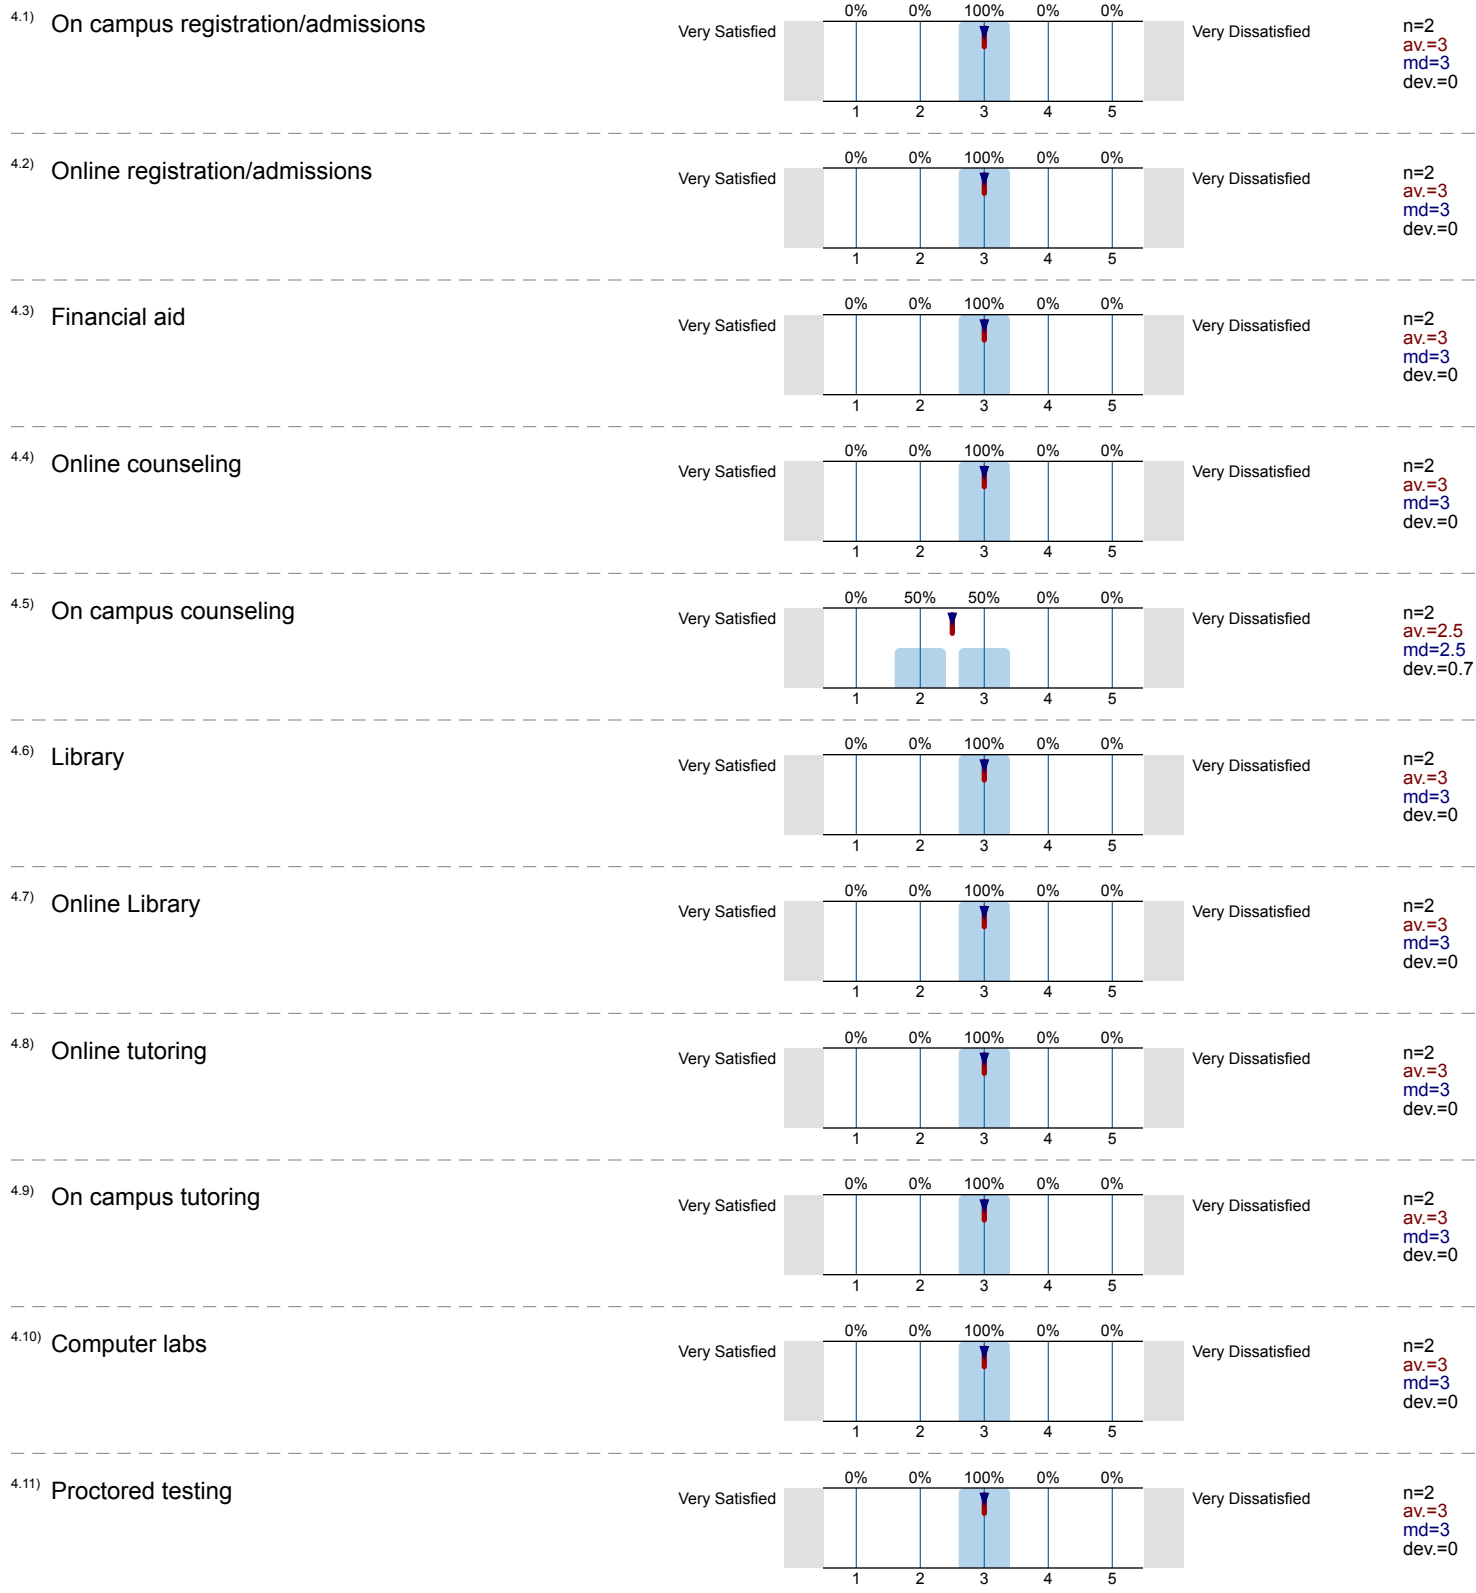 4.1) On campus registration/admissions
0% 0% 100% 0% 0%
Very Satisfied Very Dissatisfied
1 2 3 4 5
n=2
av.=3
md=3
dev.=0
4.2) Online registration/admissions
0% 0% 100% 0% 0%
Very Satisfied Very Dissatisfied
1 2 3 4 5
n=2
av.=3
md=3
dev.=0
4.3) Financial aid
0% 0% 100% 0% 0%
Very Satisfied Very Dissatisfied
1 2 3 4 5
n=2
av.=3
md=3
dev.=0
4.4) Online counseling
0% 0% 100% 0% 0%
Very Satisfied Very Dissatisfied
1 2 3 4 5
n=2
av.=3
md=3
dev.=0
4.5) On campus counseling
0% 50% 50% 0% 0%
Very Satisfied Very Dissatisfied
1 2 3 4 5
n=2
av.=2.5
md=2.5
dev.=0.7
4.6) Library
0% 0% 100% 0% 0%
Very Satisfied Very Dissatisfied
1 2 3 4 5
n=2
av.=3
md=3
dev.=0
4.7) Online Library
0% 0% 100% 0% 0%
Very Satisfied Very Dissatisfied
1 2 3 4 5
n=2
av.=3
md=3
dev.=0
4.8) Online tutoring
0% 0% 100% 0% 0%
Very Satisfied Very Dissatisfied
1 2 3 4 5
n=2
av.=3
md=3
dev.=0
4.9) On campus tutoring
0% 0% 100% 0% 0%
Very Satisfied Very Dissatisfied
1 2 3 4 5
n=2
av.=3
md=3
dev.=0
4.10) Computer labs
0% 0% 100% 0% 0%
Very Satisfied Very Dissatisfied
1 2 3 4 5
n=2
av.=3
md=3
dev.=0
4.11) Proctored testing
0% 0% 100% 0% 0%
Very Satisfied Very Dissatisfied
1 2 3 4 5
n=2
av.=3
md=3
dev.=0